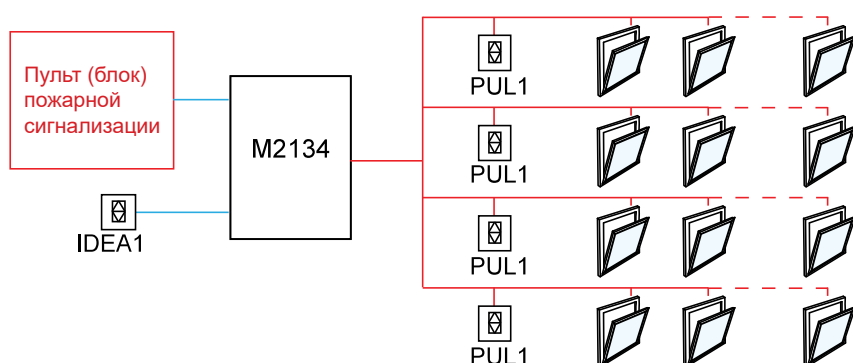 Пульт (блок)
пожарной
сигнализации
M2134
IDEA1
PUL1
PUL1
PUL1
PUL1